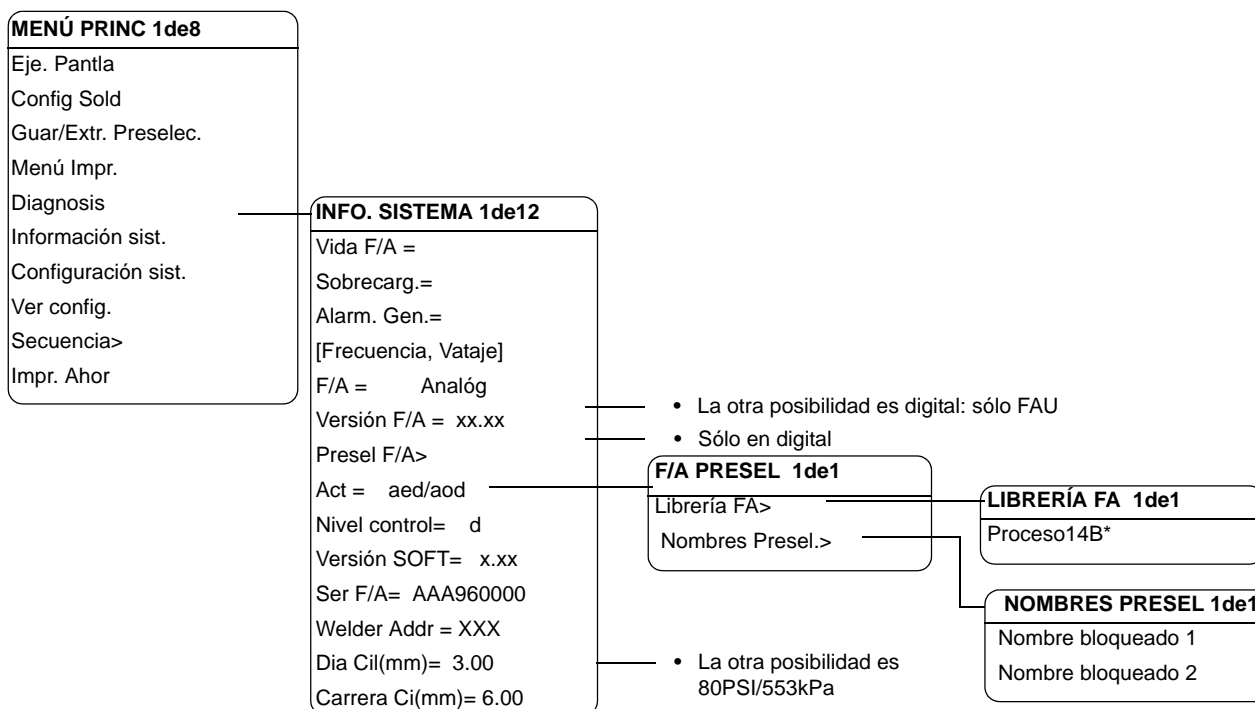 MENÚ PRINC 1de8
Eje. Pantla
Config Sold
Guar/Extr. Preselec.
Menú Impr.
Diagnosis
Información sist.
Configuración sist.
Ver config.
Secuencia>
Impr. Ahor
INFO. SISTEMA 1de12
Vida F/A =
Sobrecarg.=
Alarm. Gen.=
[Frecuencia, Vataje]
F/A = Analóg
Versión F/A = xx.xx
Presel F/A>
Act = aed/aod
Nivel control= d
Versión SOFT= x.xx
Ser F/A= AAA960000
Welder Addr = XXX
Dia Cil(mm)= 3.00
Carrera Ci(mm)= 6.00
• La otra posibilidad es digital: sólo FAU
• Sólo en digital
F/A PRESEL 1de1
Librería FA>
Nombres Presel.>
LIBRERÍA FA 1de1
Proceso14B*
NOMBRES PRESEL 1de1
Nombre bloqueado 1
Nombre bloqueado 2
• La otra posibilidad es
80PSI/553kPa